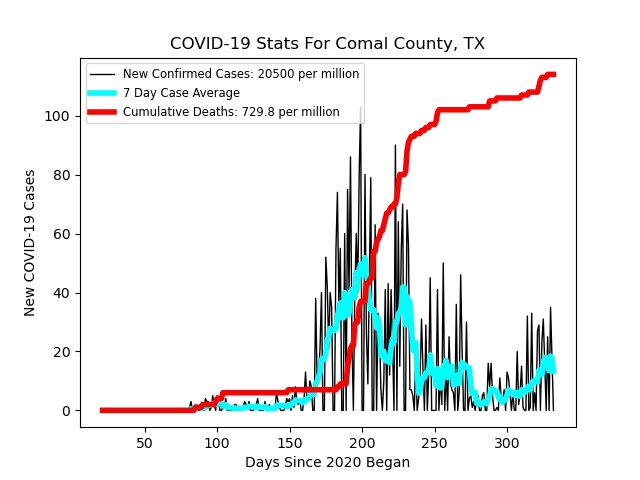 COVID-19 Stats For Comal County, TX
New Confirmed Cases: 20500 per million
7 Day Case Average
Cumulative Deaths: 729.8 per million
New COVID-19 Cases
100
80
60
40
20
0
50
100
150
200
250
300
Days Since 2020 Began